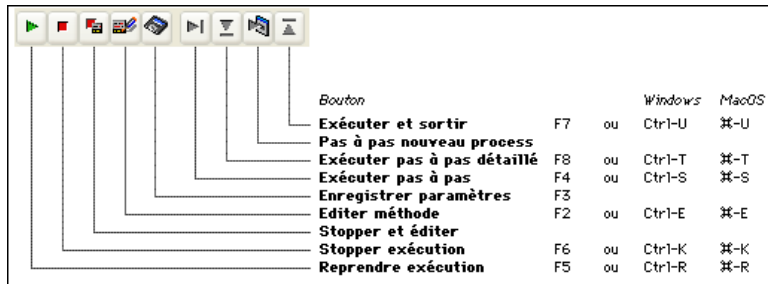 Bouton Windows MacOS
Exécuter et sortir F7 ou Ctrl-U ⌘-U
Pas à pas nouveau process
Exécuter pas à pas détaillé F8 ou Ctrl-T ⌘-T
Exécuter pas à pas F4 ou Ctrl-S ⌘-S
Enregistrer paramètres F3
Editer méthode F2 ou Ctrl-E ⌘-E
Stopper et éditer
Stopper exécution F6 ou Ctrl-K ⌘-K
Reprendre exécution F5 ou Ctrl-R ⌘-R